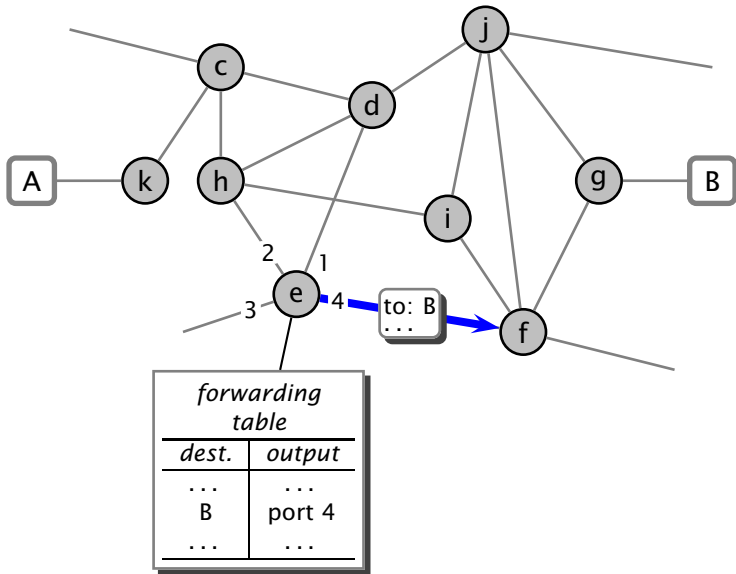 j
c
d
A
k
h
g
B
i
2
1
e
3
4
to: B
...
f
forwarding
table
dest. output
... ...
B port 4
... ...